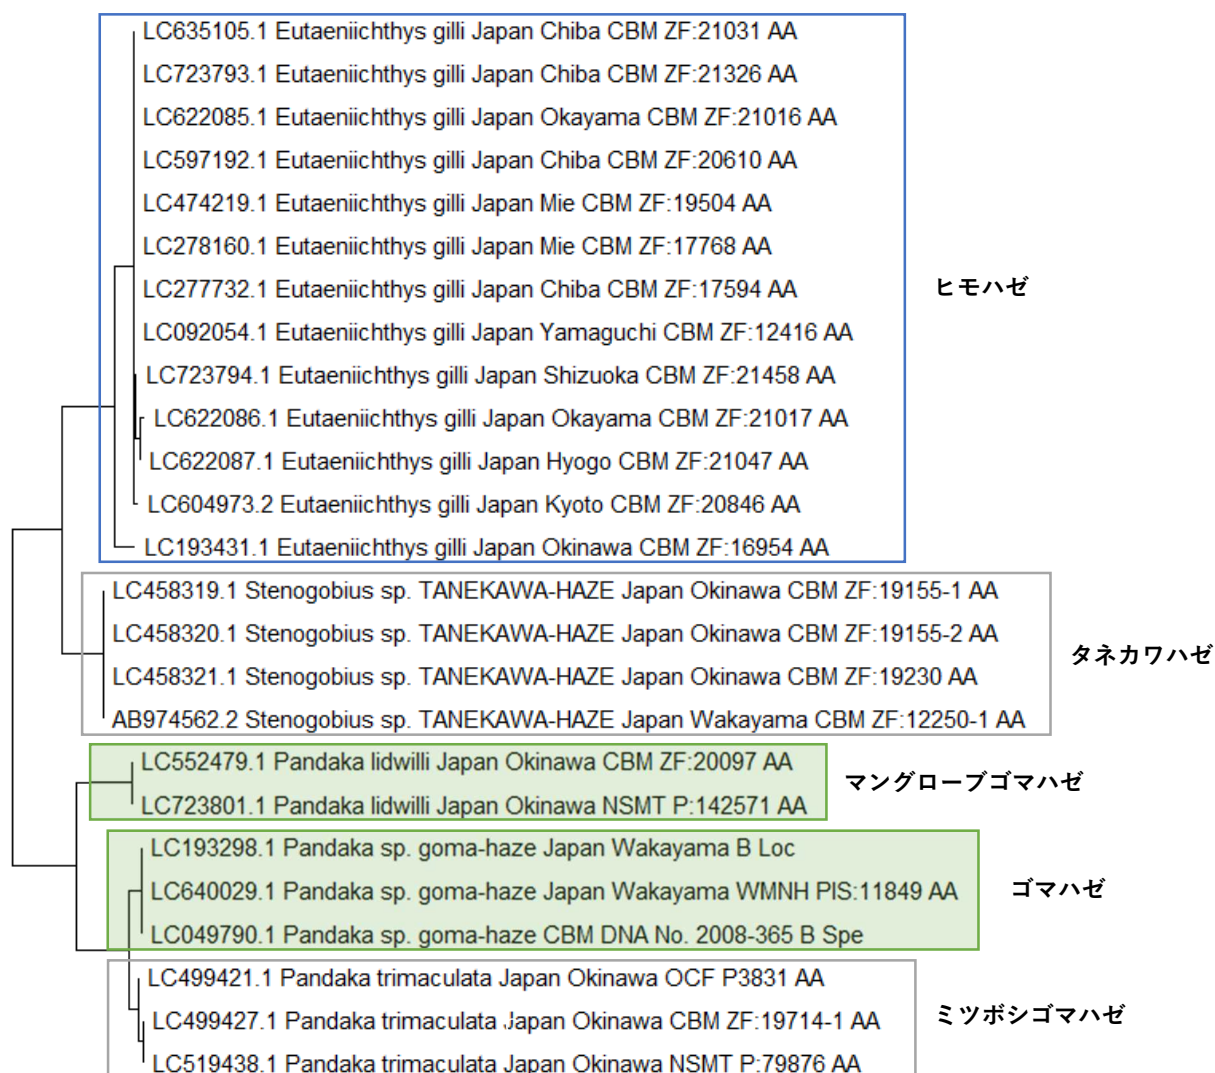 LC635105.1 Eutaeniichthys gilli Japan Chiba CBM ZF:21031 AA
LC723793.1 Eutaeniichthys gilli Japan Chiba CBM ZF:21326 AA
LC622085.1 Eutaeniichthys gilli Japan Okayama CBM ZF:21016 AA
LC597192.1 Eutaeniichthys gilli Japan Chiba CBM ZF:20610 AA
LC474219.1 Eutaeniichthys gilli Japan Mie CBM ZF:19504 AA
LC278160.1 Eutaeniichthys gilli Japan Mie CBM ZF:17768 AA
LC277732.1 Eutaeniichthys gilli Japan Chiba CBM ZF:17594 AA
ヒモハゼ
LC092054.1 Eutaeniichthys gilli Japan Yamaguchi CBM ZF:12416 AA
LC723794.1 Eutaeniichthys gilli Japan Shizuoka CBM ZF:21458 AA
LC622086.1 Eutaeniichthys gilli Japan Okayama CBM ZF:21017 AA
LC622087.1 Eutaeniichthys gilli Japan Hyogo CBM ZF:21047 AA
LC604973.2 Eutaeniichthys gilli Japan Kyoto CBM ZF:20846 AA
LC193431.1 Eutaeniichthys gilli Japan Okinawa CBM ZF:16954 AA
LC458319.1 Stenogobius sp. TANEKAWA-HAZE Japan Okinawa CBM ZF:19155-1 AA
LC458320.1 Stenogobius sp. TANEKAWA-HAZE Japan Okinawa CBM ZF:19155-2 AA
タネカワハゼ
LC458321.1 Stenogobius sp. TANEKAWA-HAZE Japan Okinawa CBM ZF:19230 AA
AB974562.2 Stenogobius sp. TANEKAWA-HAZE Japan Wakayama CBM ZF:12250-1 AA
LC552479.1 Pandaka lidwilli Japan Okinawa CBM ZF:20097 AA
マングローブゴマハゼ
LC723801.1 Pandaka lidwilli Japan Okinawa NSMT P:142571 AA
LC193298.1 Pandaka sp. goma-haze Japan Wakayama B Loc
LC640029.1 Pandaka sp. goma-haze Japan Wakayama WMNH PIS:11849 AA
ゴマハゼ
LC049790.1 Pandaka sp. goma-haze CBM DNA No. 2008-365 B Spe
LC499421.1 Pandaka trimaculata Japan Okinawa OCF P3831 AA
LC499427.1 Pandaka trimaculata Japan Okinawa CBM ZF:19714-1 AA
ミツボシゴマハゼ
LC519438.1 Pandaka trimaculata Japan Okinawa NSMT P:79876 AA